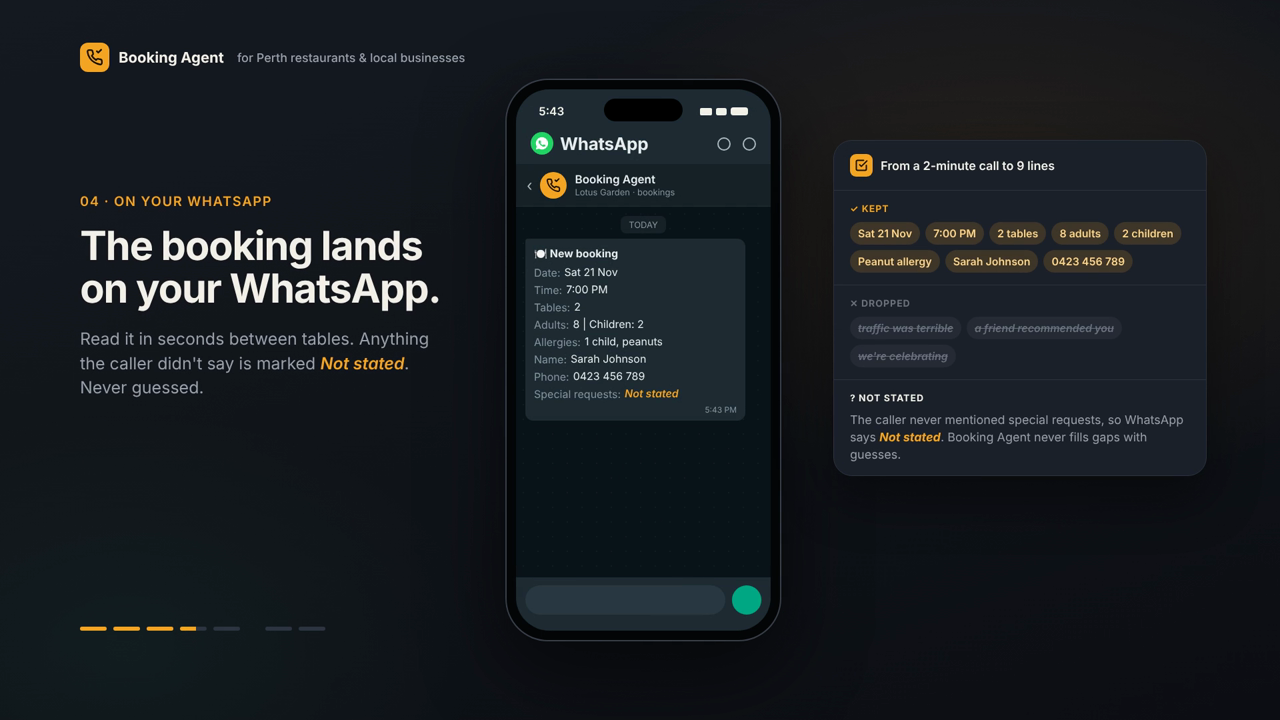 Booking Agent for Perth restaurants & local businesses
04 · ON YOUR WHATSAPP
The booking lands
on your WhatsApp.
Read it in seconds between tables. Anything
the caller didn't say is marked Not stated.
Never guessed.
5:43
WhatsApp
‹
Booking Agent
Lotus Garden · bookings
TODAY
🍽️ New booking
Date: Sat 21 Nov
Time: 7:00 PM
Tables: 2
Adults: 8 | Children: 2
Allergies: 1 child, peanuts
Name: Sarah Johnson
Phone: 0423 456 789
Special requests: Not stated
5:43 PM
From a 2-minute call to 9 lines
✓ KEPT
Sat 21 Nov 7:00 PM 2 tables 8 adults 2 children
Peanut allergy Sarah Johnson 0423 456 789
✕ DROPPED
traffic was terrible a friend recommended you
we're celebrating
? NOT STATED
The caller never mentioned special requests, so WhatsApp
says Not stated. Booking Agent never fills gaps with
guesses.